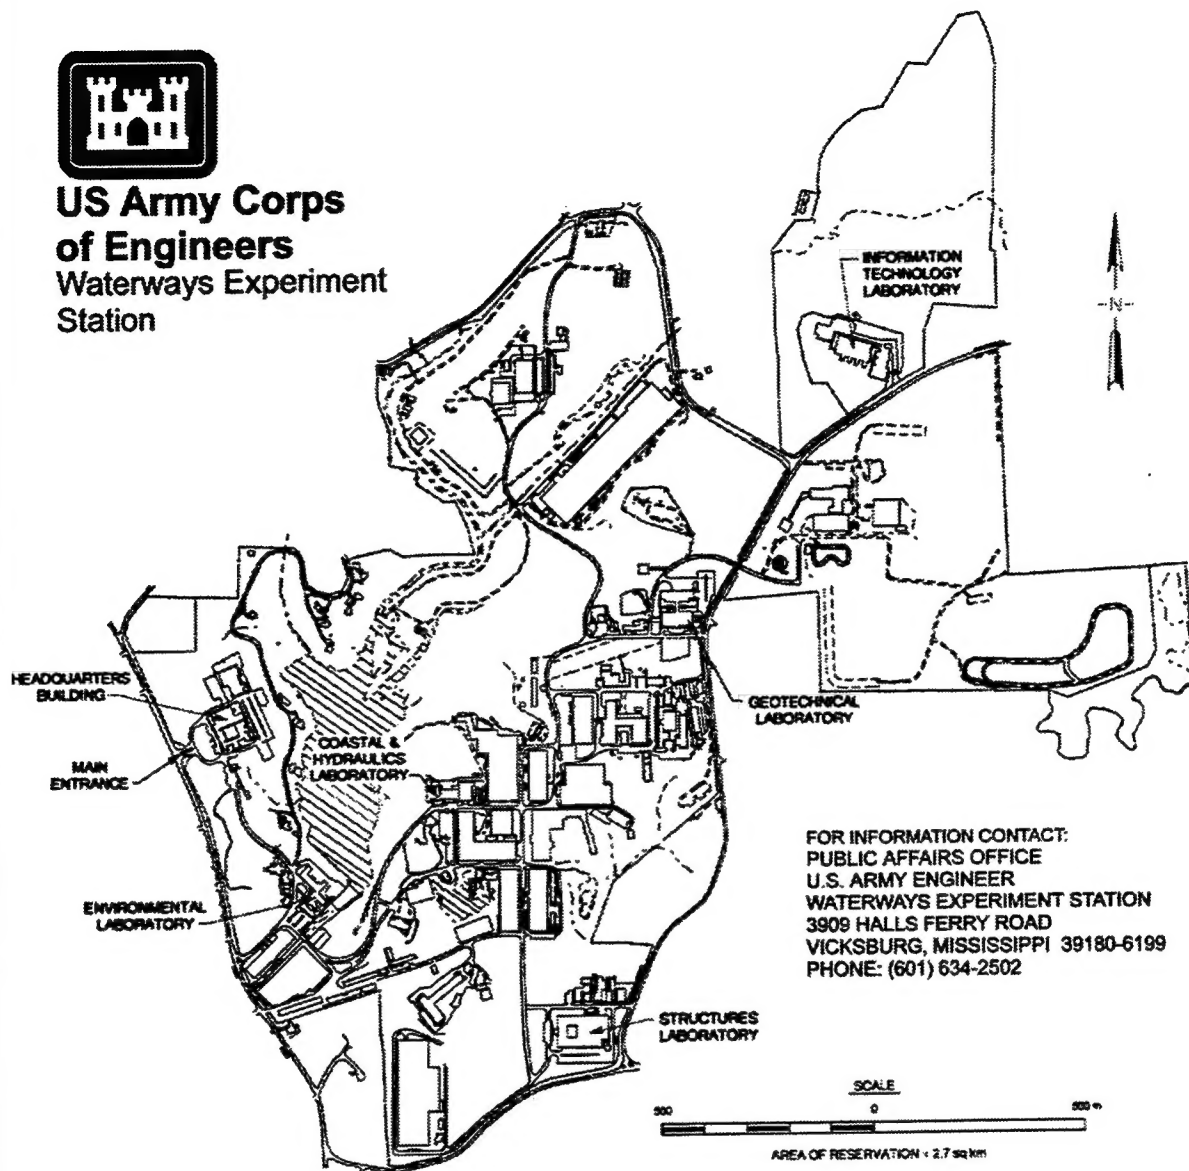 US Army Corps
of Engineers
Waterways Experiment
Station
INFORMATION
TECHNOLOGY
LABORATORY
N
HEADQUARTERS
BUILDING
MAIN
ENTRANCE
COASTAL &
HYDRAULICS
LABORATORY
GEOTECHNICAL
LABORATORY
ENVIRONMENTAL
LABORATORY
STRUCTURES
LABORATORY
FOR INFORMATION CONTACT:
PUBLIC AFFAIRS OFFICE
U.S. ARMY ENGINEER
WATERWAYS EXPERIMENT STATION
3909 HALLS FERRY ROAD
VICKSBURG, MISSISSIPPI 39180-6199
PHONE: (601) 634-2502
SCALE
500 0 500 m
AREA OF RESERVATION = 2.7 sq km